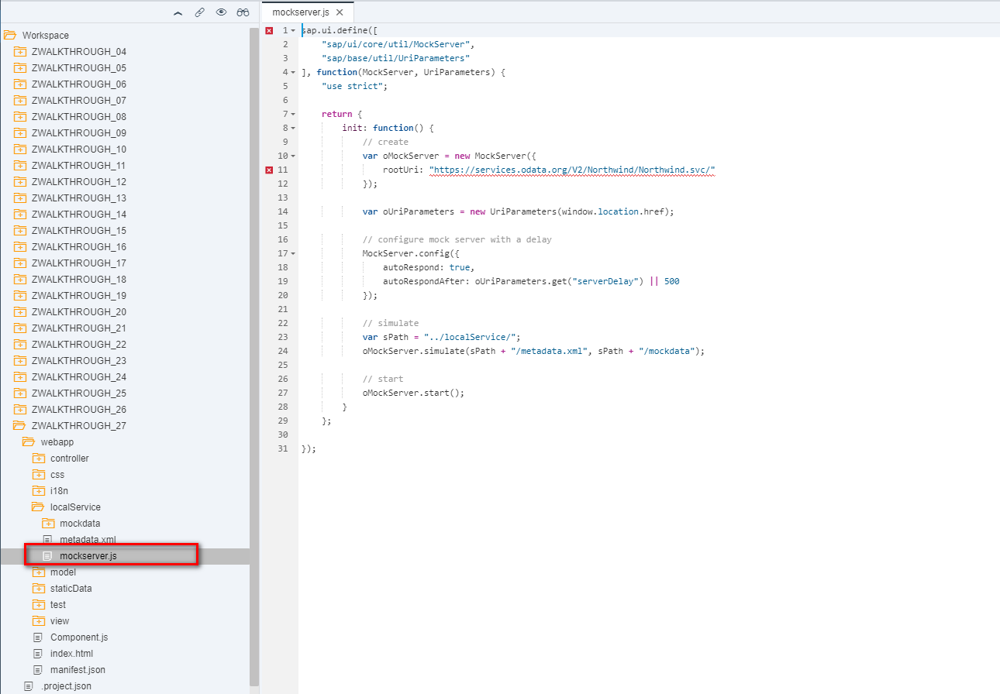 mockserver.js
Workspace
ZWALKTHROUGH_04
ZWALKTHROUGH_05
ZWALKTHROUGH_06
ZWALKTHROUGH_07
ZWALKTHROUGH_08
ZWALKTHROUGH_09
ZWALKTHROUGH_10
ZWALKTHROUGH_11
ZWALKTHROUGH_12
ZWALKTHROUGH_13
ZWALKTHROUGH_14
ZWALKTHROUGH_15
ZWALKTHROUGH_16
ZWALKTHROUGH_17
ZWALKTHROUGH_18
ZWALKTHROUGH_19
ZWALKTHROUGH_20
ZWALKTHROUGH_21
ZWALKTHROUGH_22
ZWALKTHROUGH_23
ZWALKTHROUGH_24
ZWALKTHROUGH_25
ZWALKTHROUGH_26
ZWALKTHROUGH_27
webapp
controller
css
i18n
localService
mockdata
metadata.xml
mockserver.js
model
staticData
test
view
Component.js
index.html
manifest.json
.project.json
1 sap.ui.define([
2 "sap/ui/core/util/MockServer",
3 "sap/base/util/UriParameters"
4 ], function(MockServer, UriParameters) {
5 "use strict";
6
7 return {
8 init: function() {
9 // create
10 var oMockServer = new MockServer({
11 rootUri: "https://services.odata.org/V2/Northwind/Northwind.svc/"
12 });
13
14 var oUriParameters = new UriParameters(window.location.href);
15
16 // configure mock server with a delay
17 MockServer.config({
18 autoRespond: true,
19 autoRespondAfter: oUriParameters.get("serverDelay") || 500
20 });
21
22 // simulate
23 var sPath = "../localService/";
24 oMockServer.simulate(sPath + "/metadata.xml", sPath + "/mockdata");
25
26 // start
27 oMockServer.start();
28 }
29 };
30
31 });